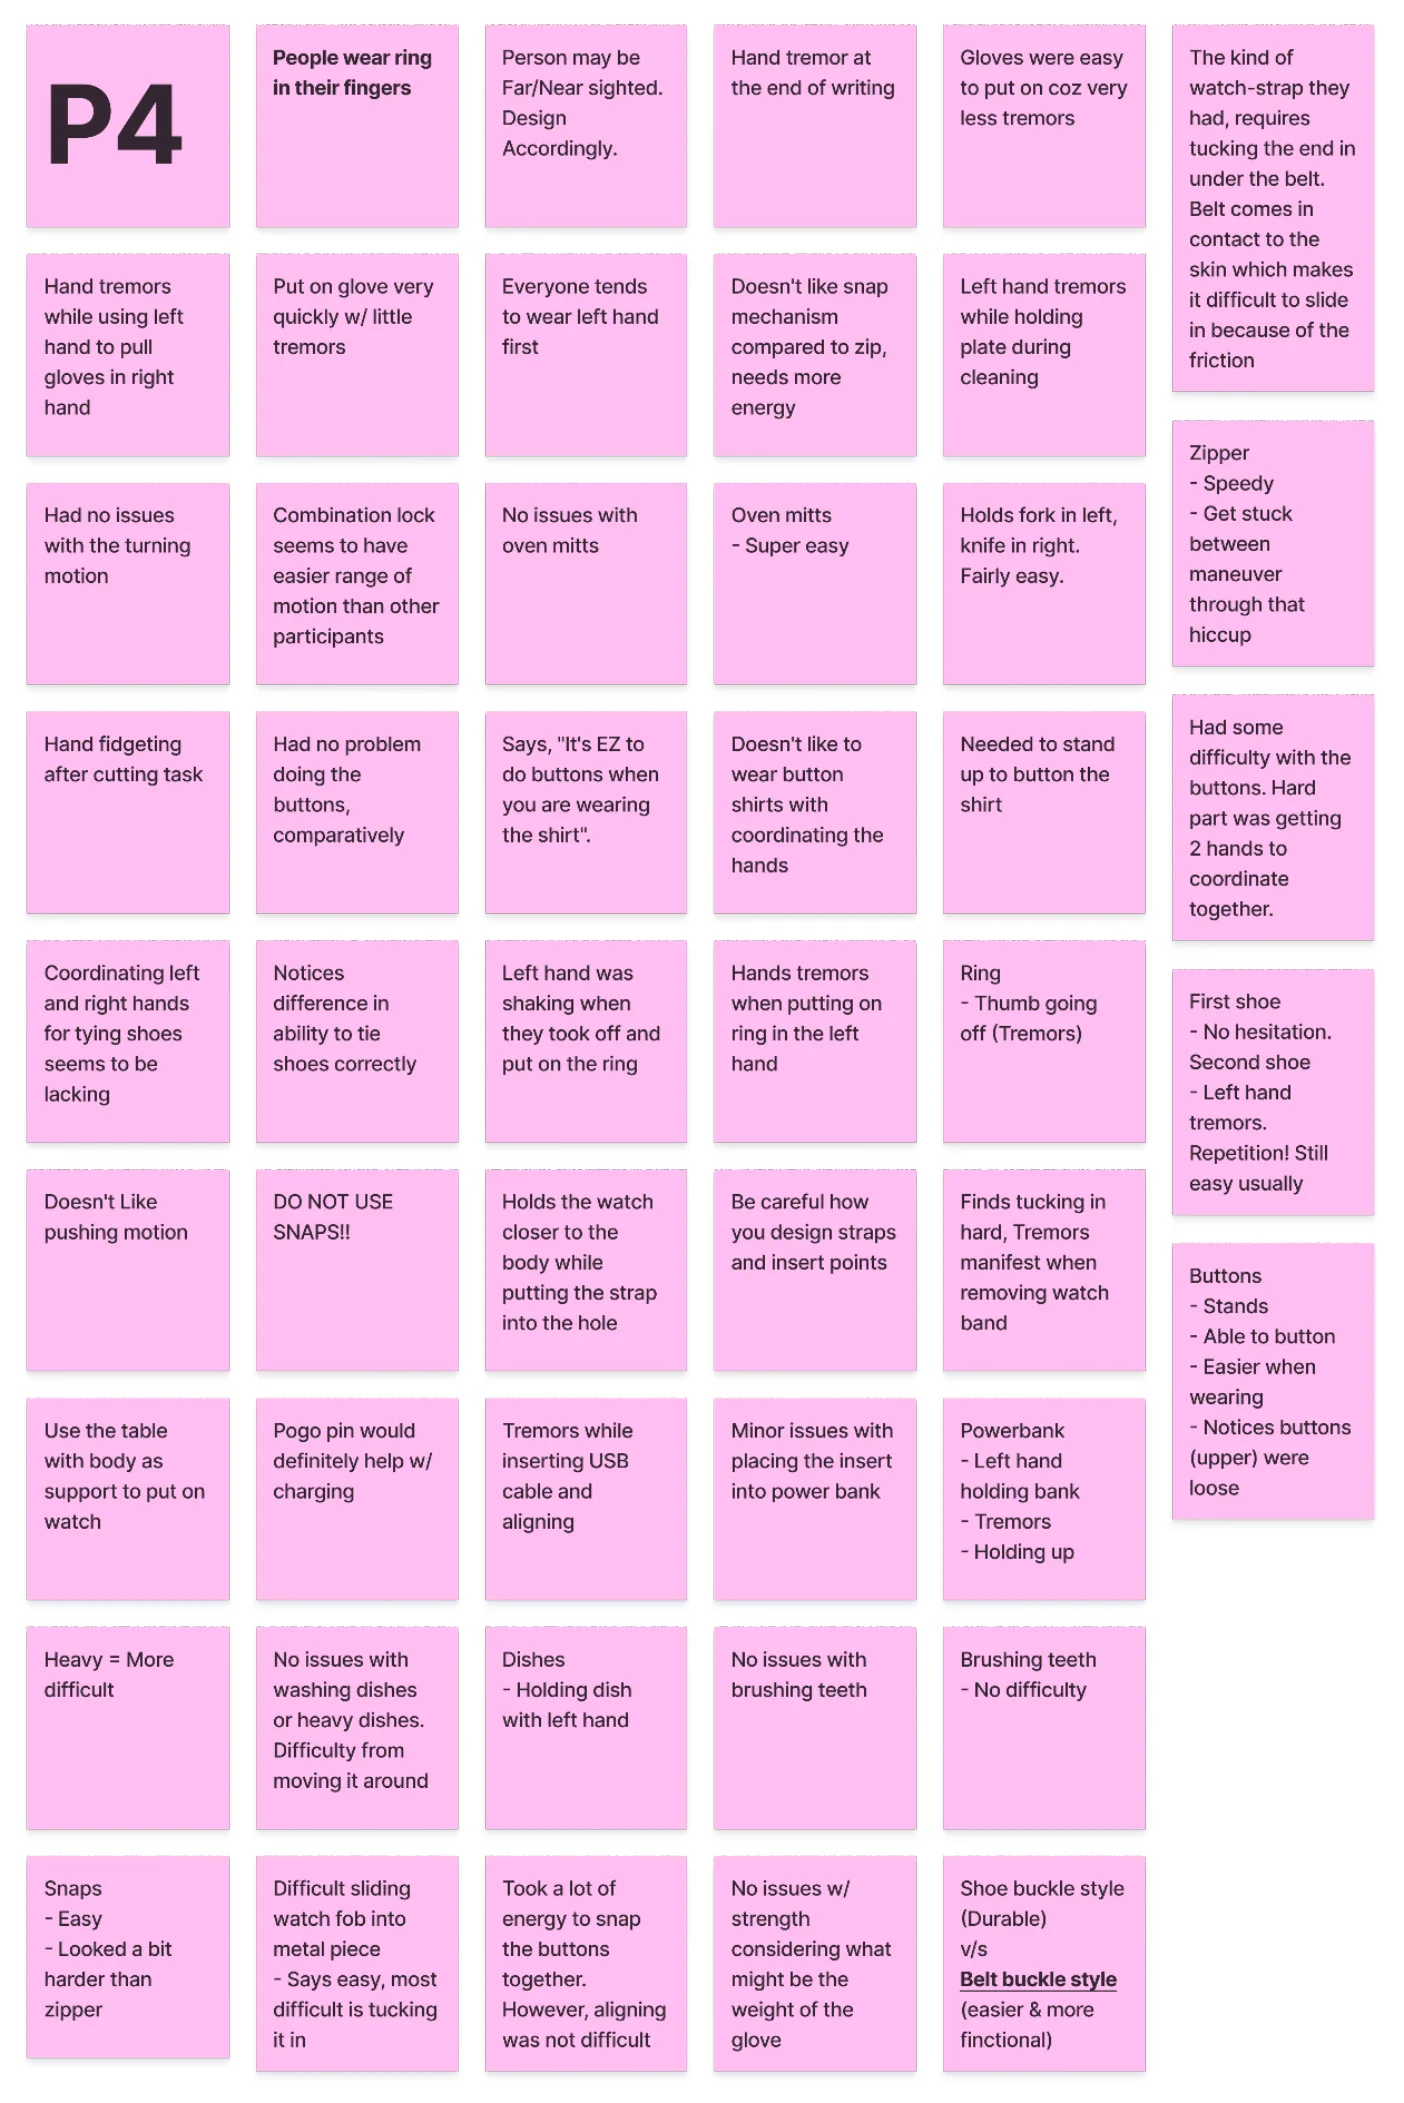 P4
People wear ring
in their fingers
Person may be
Far/Near sighted.
Design
Accordingly.
Hand tremor at
the end of writing
Gloves were easy
to put on coz very
less tremors
The kind of
watch-strap they
had, requires
tucking the end in
under the belt.
Belt comes in
contact to the
skin which makes
it difficult to slide
in because of the
friction
Hand tremors
while using left
hand to pull
gloves in right
hand
Put on glove very
quickly w/ little
tremors
Everyone tends
to wear left hand
first
Doesn't like snap
mechanism
compared to zip,
needs more
energy
Left hand tremors
while holding
plate during
cleaning
Zipper
- Speedy
- Get stuck
between
maneuver
through that
hiccup
Had no issues
with the turning
motion
Combination lock
seems to have
easier range of
motion than other
participants
No issues with
oven mitts
Oven mitts
- Super easy
Holds fork in left,
knife in right.
Fairly easy.
Had some
difficulty with the
buttons. Hard
part was getting
2 hands to
coordinate
together.
Hand fidgeting
after cutting task
Had no problem
doing the
buttons,
comparatively
Says, "It's EZ to
do buttons when
you are wearing
the shirt".
Doesn't like to
wear button
shirts with
coordinating the
hands
Needed to stand
up to button the
shirt
Coordinating left
and right hands
for tying shoes
seems to be
lacking
Notices
difference in
ability to tie
shoes correctly
Left hand was
shaking when
they took off and
put on the ring
Hands tremors
when putting on
ring in the left
hand
Ring
- Thumb going
off (Tremors)
First shoe
- No hesitation.
Second shoe
- Left hand
tremors.
Repetition! Still
easy usually
Doesn't Like
pushing motion
DO NOT USE
SNAPS!!
Holds the watch
closer to the
body while
putting the strap
into the hole
Be careful how
you design straps
and insert points
Finds tucking in
hard, Tremors
manifest when
removing watch
band
Buttons
- Stands
- Able to button
- Easier when
wearing
- Notices buttons
(upper) were
loose
Use the table
with body as
support to put on
watch
Pogo pin would
definitely help w/
charging
Tremors while
inserting USB
cable and
aligning
Minor issues with
placing the insert
into power bank
Powerbank
- Left hand
holding bank
- Tremors
- Holding up
Heavy = More
difficult
No issues with
washing dishes
or heavy dishes.
Difficulty from
moving it around
Dishes
- Holding dish
with left hand
No issues with
brushing teeth
Brushing teeth
- No difficulty
Snaps
- Easy
- Looked a bit
harder than
zipper
Difficult sliding
watch fob into
metal piece
- Says easy, most
difficult is tucking
it in
Took a lot of
energy to snap
the buttons
together.
However, aligning
was not difficult
No issues w/
strength
considering what
might be the
weight of the
glove
Shoe buckle style
(Durable)
v/s
Belt buckle style
(easier & more
finctional)